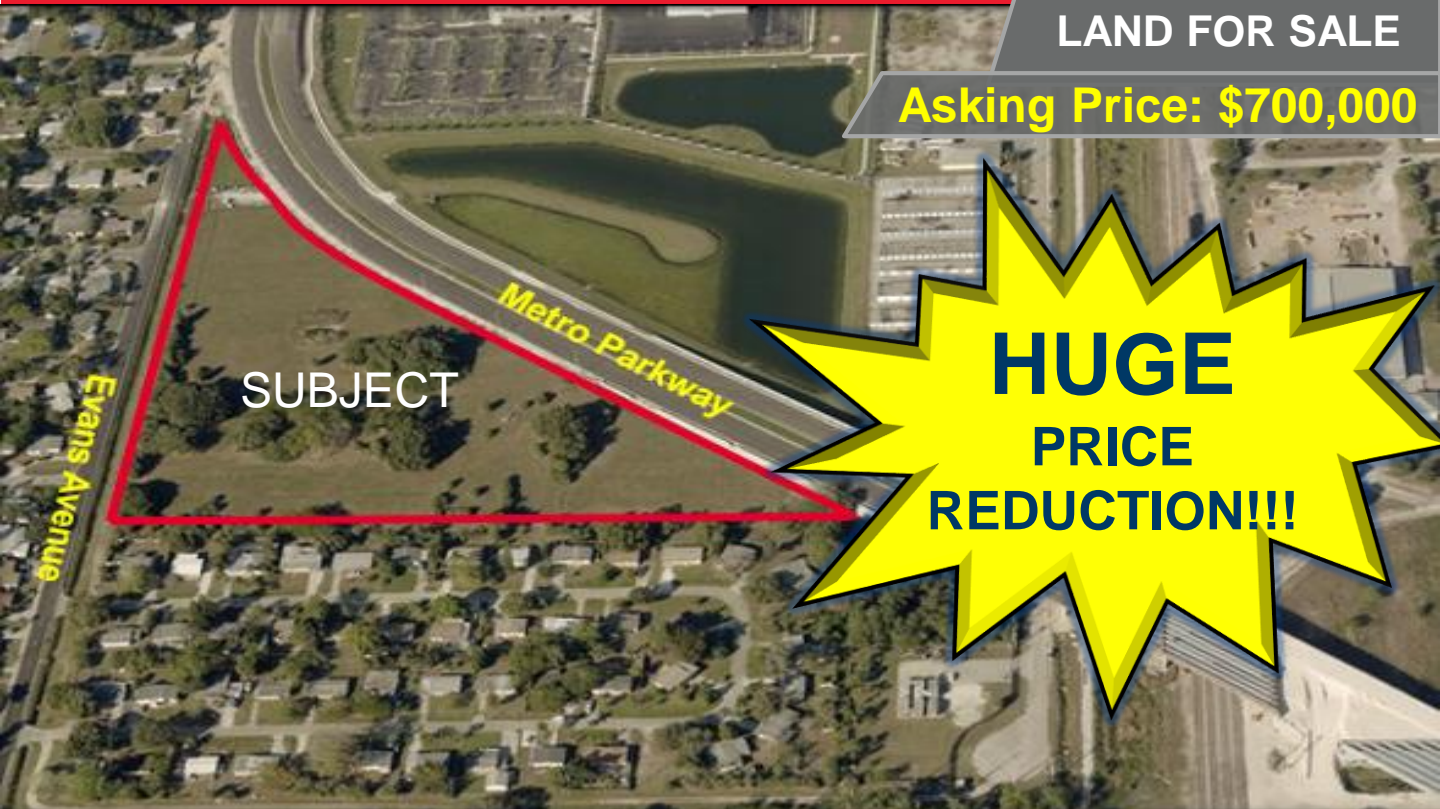 LAND FOR SALE
Asking Price: $700,000
Metro Parkway
HUGE
PRICE
REDUCTION!!!
SUBJECT
Evans Avenue